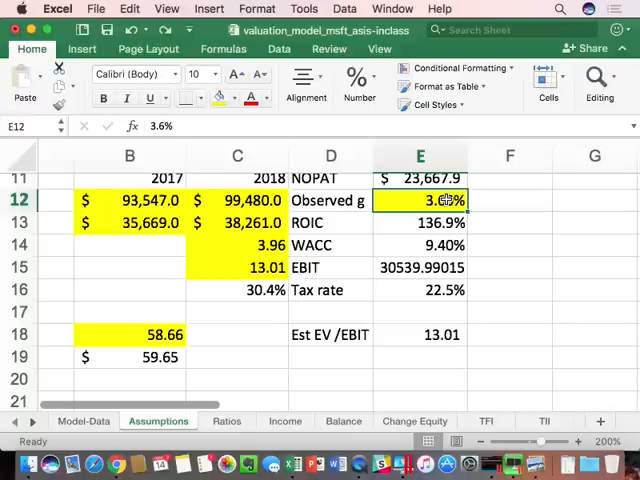 Excel File Edit View Insert Format Tools Data Window Help
valuation_model_msft_asis-inclass
Search Sheet
Home Insert Page Layout Formulas Data Review View
Share
Paste
Calibri (Body) 10 A A
B I U A
Alignment
%
Number
Conditional Formatting
Format as Table
Cell Styles
Cells
Editing
E12 fx 3.6%
B C D E F G
11 2017 2018 NOPAT $ 23,667.9
12 $ 93,547.0 $ 99,480.0 Observed g
13 $ 35,669.0 $ 38,261.0 ROIC 136.9%
14 3.96 WACC 9.40%
15 13.01 EBIT 30539.99015
16 30.4% Tax rate 22.5%
17
18 58.66 Est EV /EBIT 13.01
19 $ 59.65
20
21
Model-Data Assumptions Ratios Income Balance Change Equity TFI TII +
Ready
200%